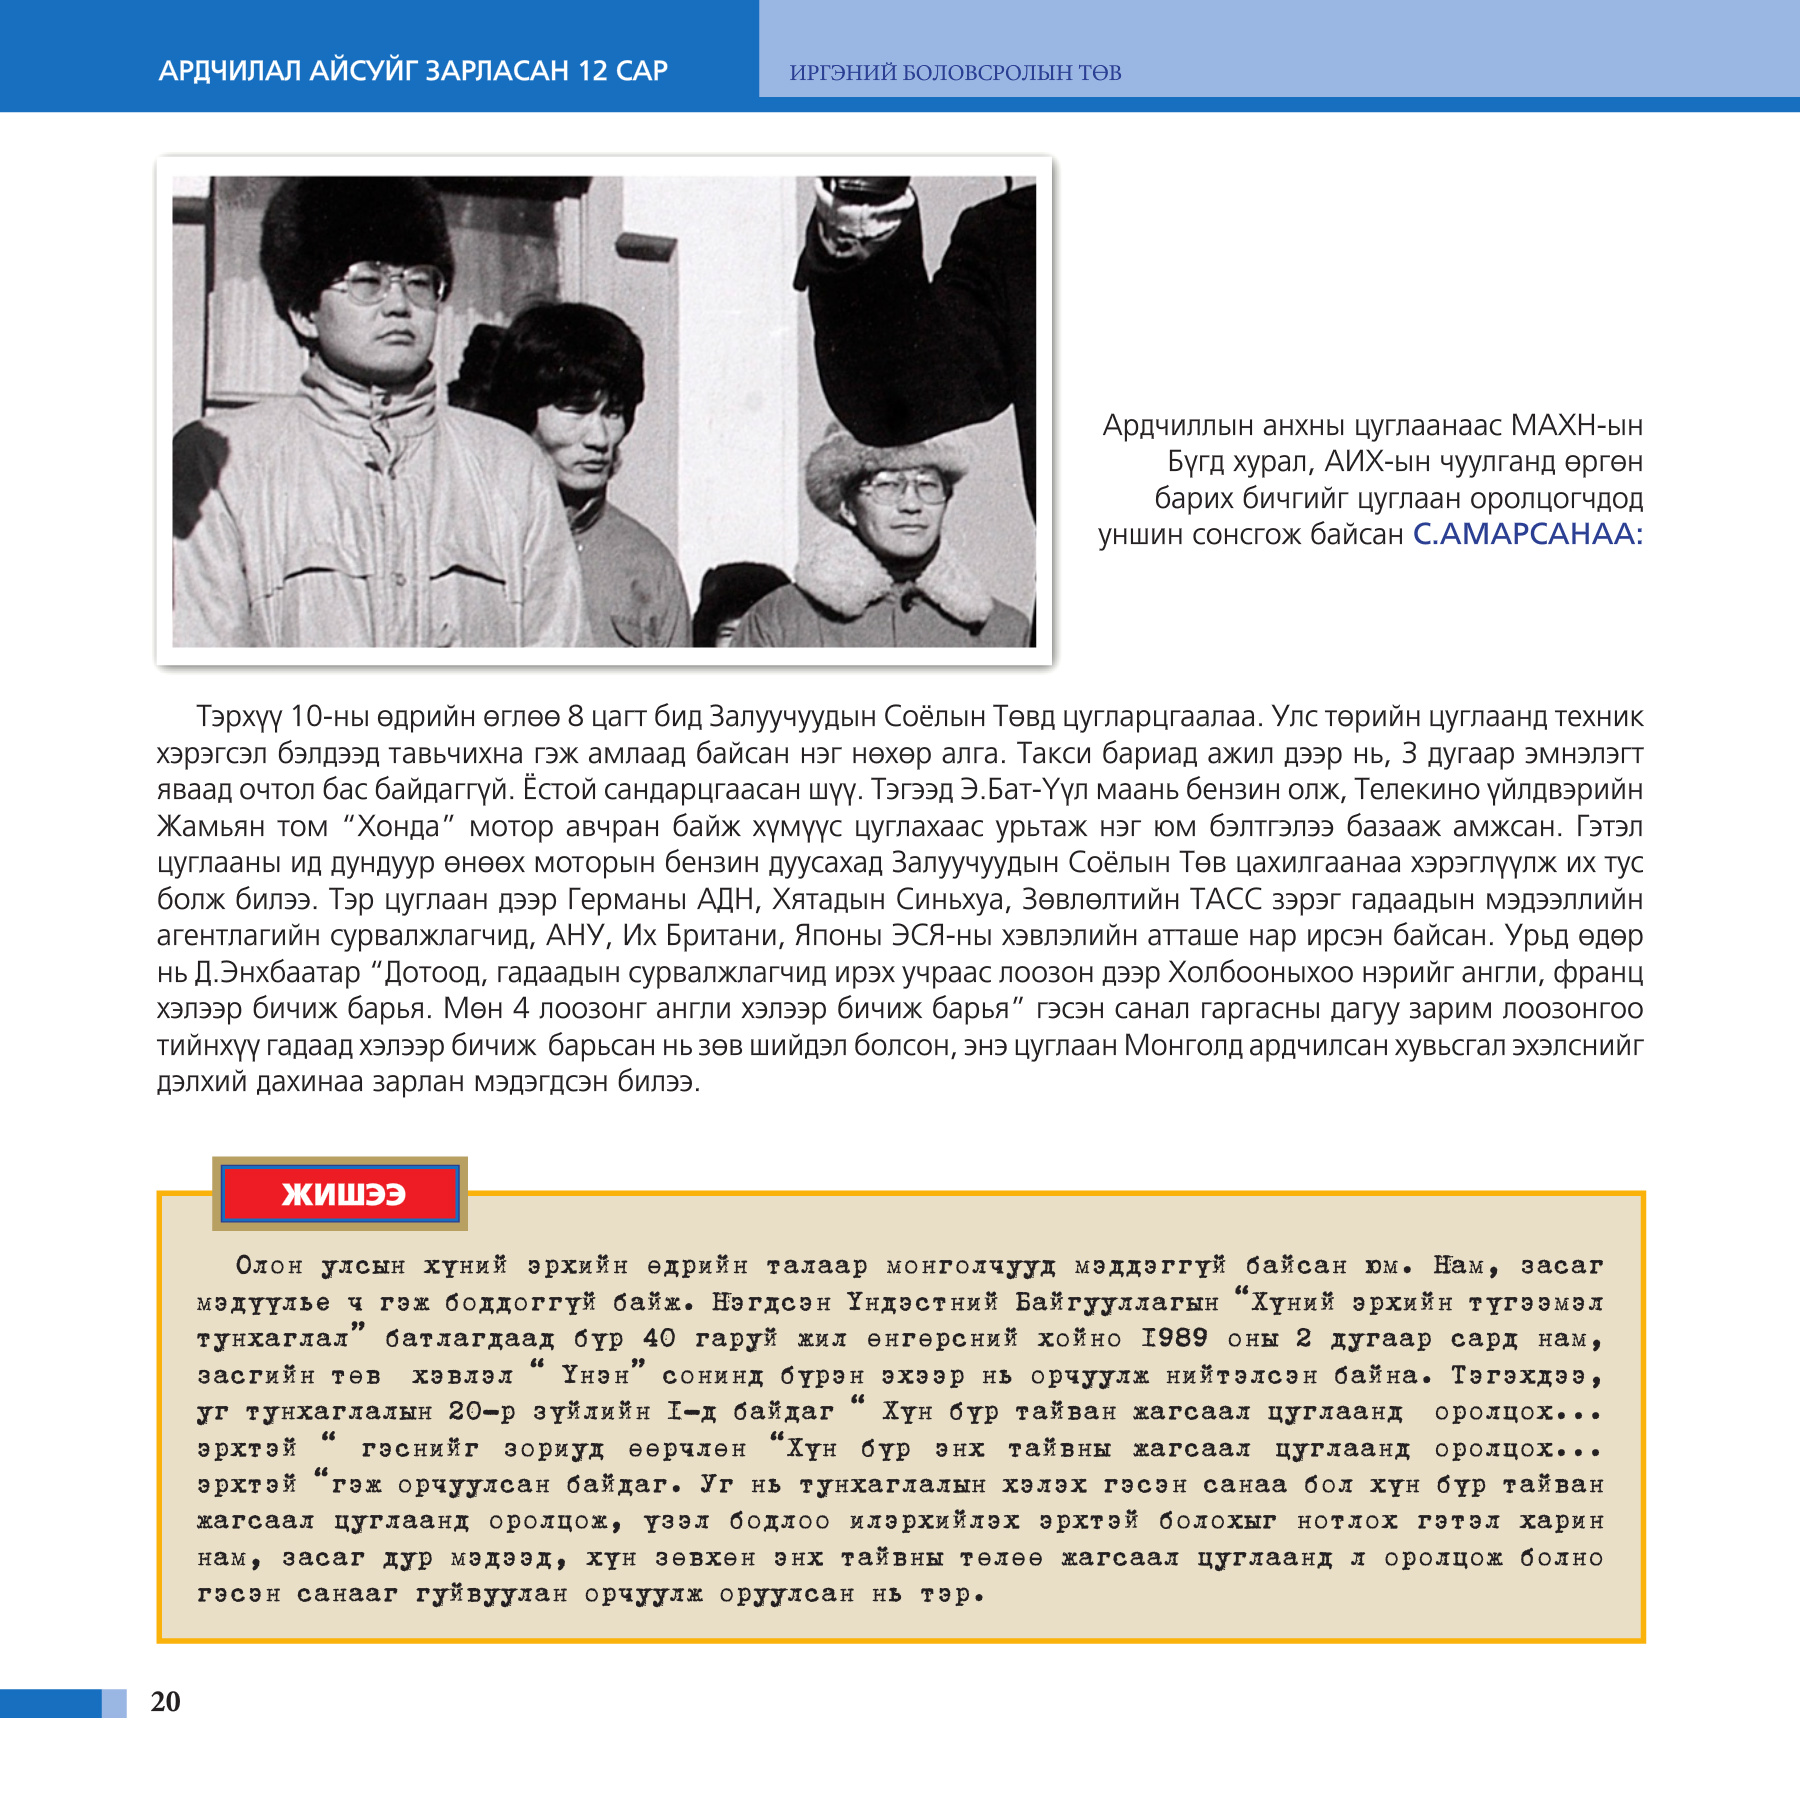 АРДЧИЛАЛ АЙСУЙГ ЗАРЛАСАН 12 САР
ИРГЭНИЙ БОЛОВСРОЛЫН ТӨВ
Ардчиллын анхны цуглаанаас МАХН-ын
Бүгд хурал, АИХ-ын чуулганд өргөн
барих бичгийг цуглаан оролцогчдод
уншин сонсгож байсан С.АМАРСАНАА:
Тэрхүү 10-ны өдрийн өглөө 8 цагт бид Залуучуудын Соёлын Төвд цугларцгаалаа. Улс төрийн цуглаанд техник
хэрэгсэл бэлдээд тавьчихна гэж амлаад байсан нэг нөхөр алга. Такси бариад ажил дээр нь, 3 дугаар эмнэлэгт
яваад очтол бас байдаггүй. Ёстой сандарцгаасан шүү. Тэгээд Э.Бат-Үүл маань бензин олж, Телекино үйлдвэрийн
Жамьян том “Хонда” мотор авчран байж хүмүүс цуглахаас урьтаж нэг юм бэлтгэлээ базааж амжсан. Гэтэл
цуглааны ид дундуур өнөөх моторын бензин дуусахад Залуучуудын Соёлын Төв цахилгаанаа хэрэглүүлж их тус
болж билээ. Тэр цуглаан дээр Германы АДН, Хятадын Синьхуа, Зөвлөлтийн ТАСС зэрэг гадаадын мэдээллийн
агентлагийн сурвалжлагчид, АНУ, Их Британи, Японы ЭСЯ-ны хэвлэлийн атташе нар ирсэн байсан. Урьд өдөр
нь Д.Энхбаатар “Дотоод, гадаадын сурвалжлагчид ирэх учраас лоозон дээр Холбооныхоо нэрийг англи, франц
хэлээр бичиж барья. Мөн 4 лоозонг англи хэлээр бичиж барья” гэсэн санал гаргасны дагуу зарим лоозонгоо
тийнхүү гадаад хэлээр бичиж барьсан нь зөв шийдэл болсон, энэ цуглаан Монголд ардчилсан хувьсгал эхэлснийг
дэлхий дахинаа зарлан мэдэгдсэн билээ.
ЖИШЭЭ
Олон улсын хүний эрхийн өдрийн талаар монголчууд мэддэггүй байсан юм. Нам, засаг
мэдүүлье ч гэж боддоггүй байж. Нэгдсэн Үндэстний Байгууллагын “Хүний эрхийн түгээмэл
тунхаглал” батлагдаад бүр 40 гаруй жил өнгөрсний хойно 1989 оны 2 дугаар сард нам,
засгийн төв хэвлэл “ Үнэн” сонинд бүрэн эхээр нь орчуулж нийтэлсэн байна. Тэгэхдээ,
уг тунхаглалын 20-р зүйлийн I-д байдаг “ Хүн бүр тайван жагсаал цуглаанд оролцох...
эрхтэй “ гэснийг зориуд өөрчлөн “Хүн бүр энх тайвны жагсаал цуглаанд оролцох...
эрхтэй “гэж орчуулсан байдаг. Уг нь тунхаглалын хэлэх гэсэн санаа бол хүн бүр тайван
жагсаал цуглаанд оролцож, үзэл бодлоо илэрхийлэх эрхтэй болохыг нотлох гэтэл харин
нам, засаг дур мэдээд, хүн зөвхөн энх тайвны төлөө жагсаал цуглаанд л оролцож болно
гэсэн санааг гуйвуулан орчуулж оруулсан нь тэр.
20